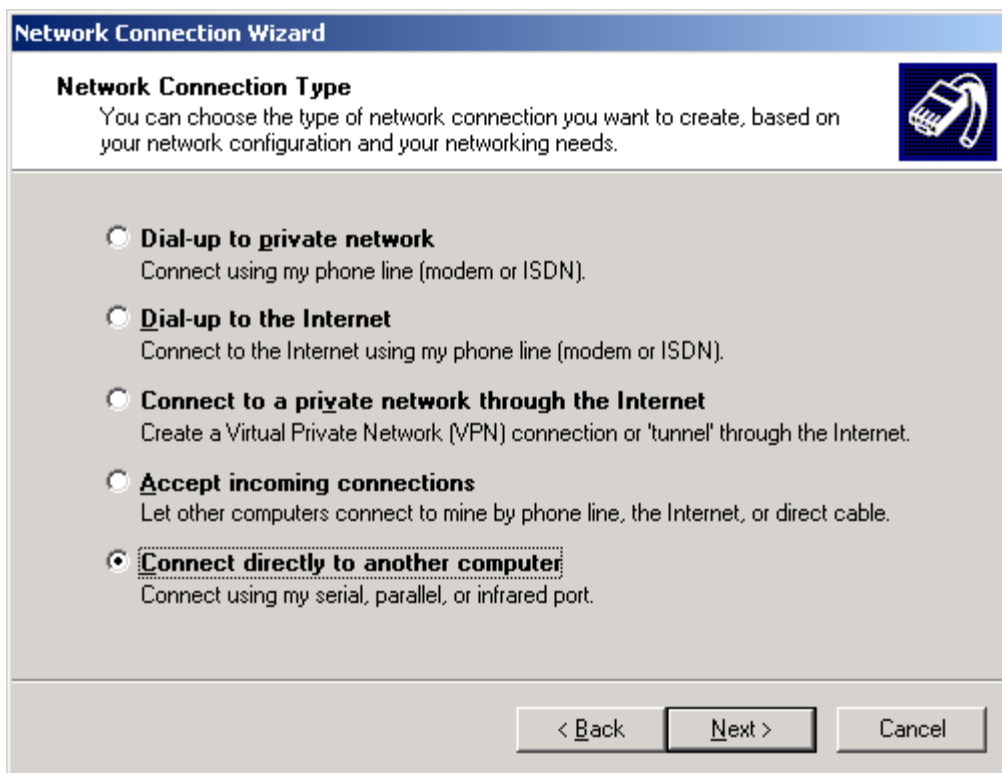 Network Connection Wizard
Network Connection Type
You can choose the type of network connection you want to create, based on
your network configuration and your networking needs.
Dial-up to private network
Connect using my phone line (modem or ISDN).
Dial-up to the Internet
Connect to the Internet using my phone line (modem or ISDN).
Connect to a private network through the Internet
Create a Virtual Private Network (VPN) connection or 'tunnel' through the Internet.
Accept incoming connections
Let other computers connect to mine by phone line, the Internet, or direct cable.
Connect directly to another computer
Connect using my serial, parallel, or infrared port.
< Back Next > Cancel